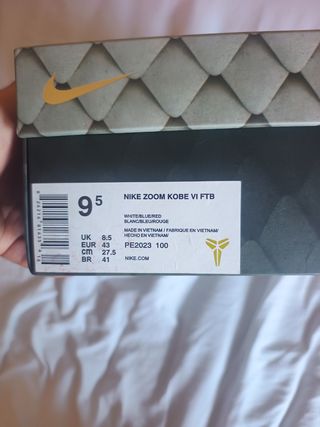 9⁵
NIKE ZOOM KOBE VI FTB
WHITE/BLUE/RED
BLANC/BLEU/ROUGE
UK 8.5
EUR 43
CM 27.5
BR 41
MADE IN VIETNAM / FABRIQUE EN VIETNAM/
HECHO EN VIETNAM/
PE2023 100
NIKE.COM